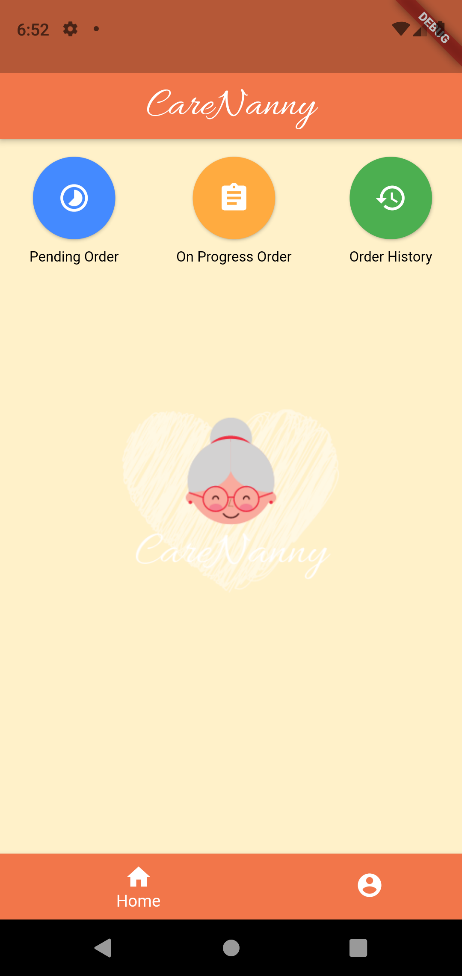 6:52
DEBUG
CareNanny
Pending Order
On Progress Order
Order History
CareNanny
Home